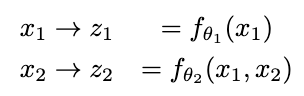 x₁ → z₁ = f_θ₁(x₁)
x₂ → z₂ = f_θ₂(x₁, x₂)